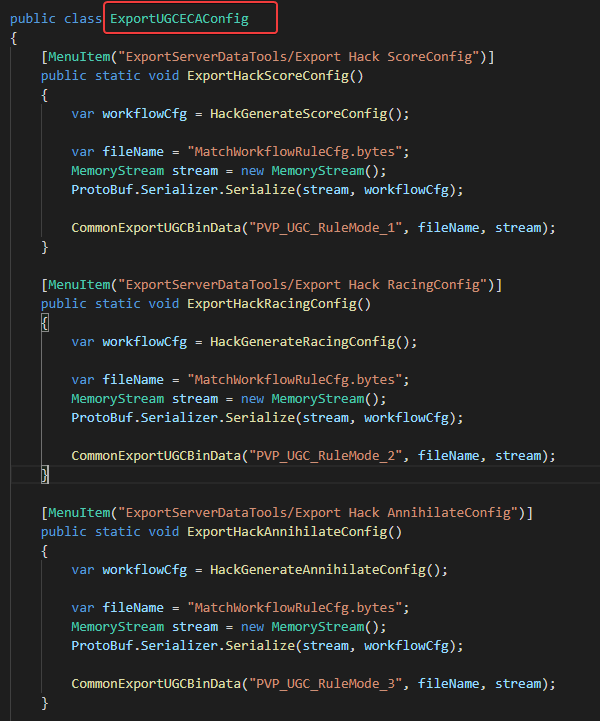 public class ExportUGCECAConfig
{
[MenuItem("ExportServerDataTools/Export Hack ScoreConfig")]
public static void ExportHackScoreConfig()
{
var workflowCfg = HackGenerateScoreConfig();
var fileName = "MatchWorkflowRuleCfg.bytes";
MemoryStream stream = new MemoryStream();
ProtoBuf.Serializer.Serialize(stream, workflowCfg);
CommonExportUGCBinData("PVP_UGC_RuleMode_1", fileName, stream);
}
[MenuItem("ExportServerDataTools/Export Hack RacingConfig")]
public static void ExportHackRacingConfig()
{
var workflowCfg = HackGenerateRacingConfig();
var fileName = "MatchWorkflowRuleCfg.bytes";
MemoryStream stream = new MemoryStream();
ProtoBuf.Serializer.Serialize(stream, workflowCfg);
CommonExportUGCBinData("PVP_UGC_RuleMode_2", fileName, stream);
}
[MenuItem("ExportServerDataTools/Export Hack AnnihilateConfig")]
public static void ExportHackAnnihilateConfig()
{
var workflowCfg = HackGenerateAnnihilateConfig();
var fileName = "MatchWorkflowRuleCfg.bytes";
MemoryStream stream = new MemoryStream();
ProtoBuf.Serializer.Serialize(stream, workflowCfg);
CommonExportUGCBinData("PVP_UGC_RuleMode_3", fileName, stream);
}